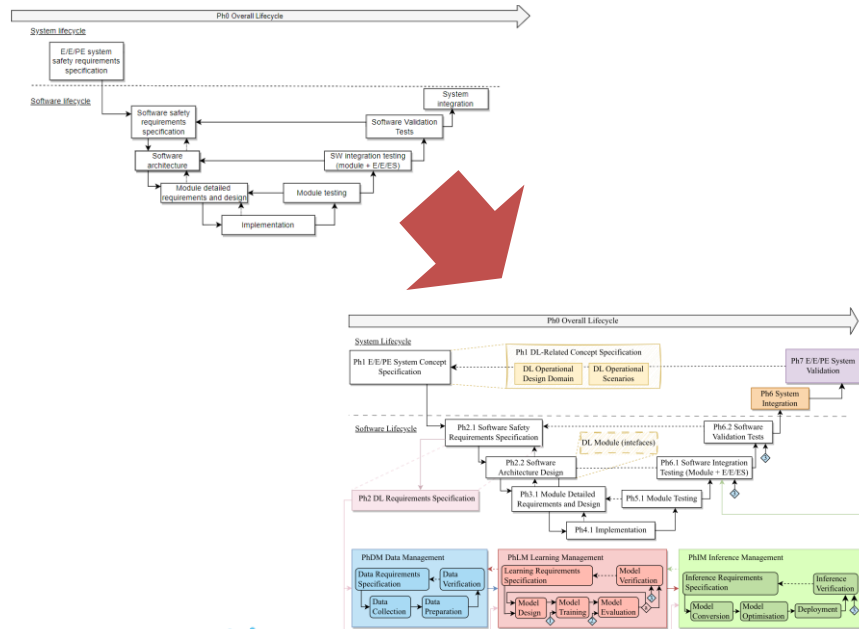 Ph0 Overall Lifecycle
System lifecycle
E/E/PE system
safety requirements
specification
System
integration
Software lifecycle
Software safety
requirements
specification
Software Validation
Tests
Software
architecture
SW integration testing
(module + E/E/ES)
Module detailed
requirements and design
Module testing
Implementation
Ph0 Overall Lifecycle
System Lifecycle
Ph1 E/E/PE System Concept
Specification
Ph1 DL-Related Concept Specification
DL Operational
Design Domain
DL Operational
Scenarios
Ph7 E/E/PE System
Validation
Ph6 System
Integration
Software Lifecycle
Ph2.1 Software Safety
Requirements Specification
Ph6.2 Software
Validation Tests
DL Module (intefaces)
Ph2.2 Software
Architecture Design
Ph6.1 Software Integration
Testing (Module + E/E/ES)
Ph2 DL Requirements Specification
Ph3.1 Module Detailed
Requirements and Design
Ph5.1 Module Testing
Ph4.1 Implementation
PhDM Data Management
Data Requirements
Specification
Data
Verification
Data
Collection
Data
Preparation
PhLM Learning Management
Learning Requirements
Specification
Model
Verification
Model
Design
Model
Training
Model
Evaluation
PhIM Inference Management
Inference Requirements
Specification
Inference
Verification
Model
Conversion
Model
Optimisation
Deployment